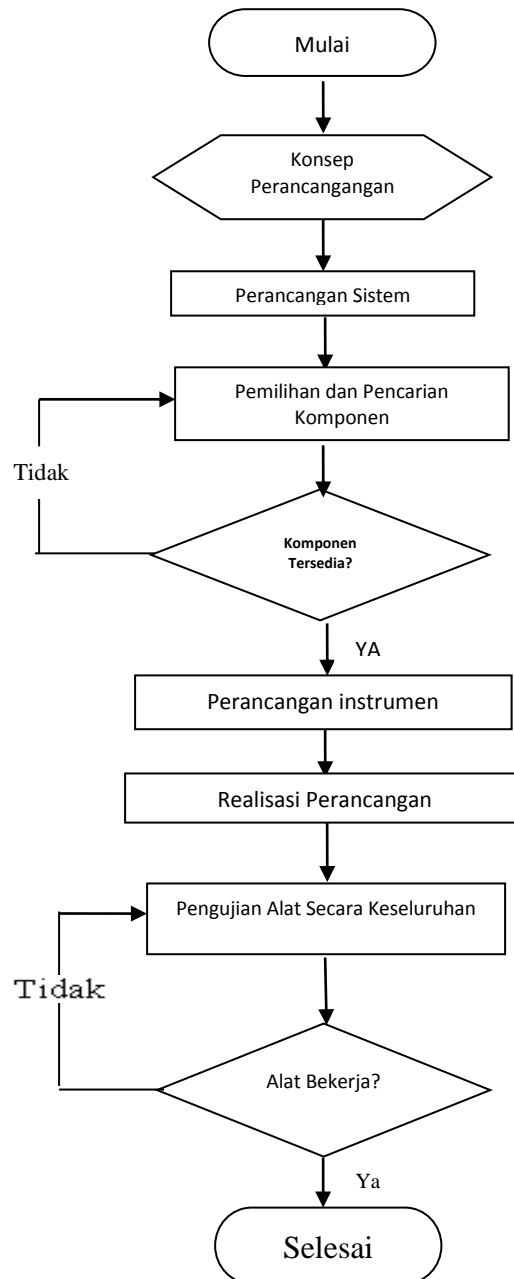 Mulai
Konsep
Perancangangan
Perancangan Sistem
Pemilihan dan Pencarian
Komponen
Tidak
Komponen
Tersedia?
YA
Perancangan instrumen
Realisasi Perancangan
Pengujian Alat Secara Keseluruhan
Tidak
Alat Bekerja?
Ya
Selesai